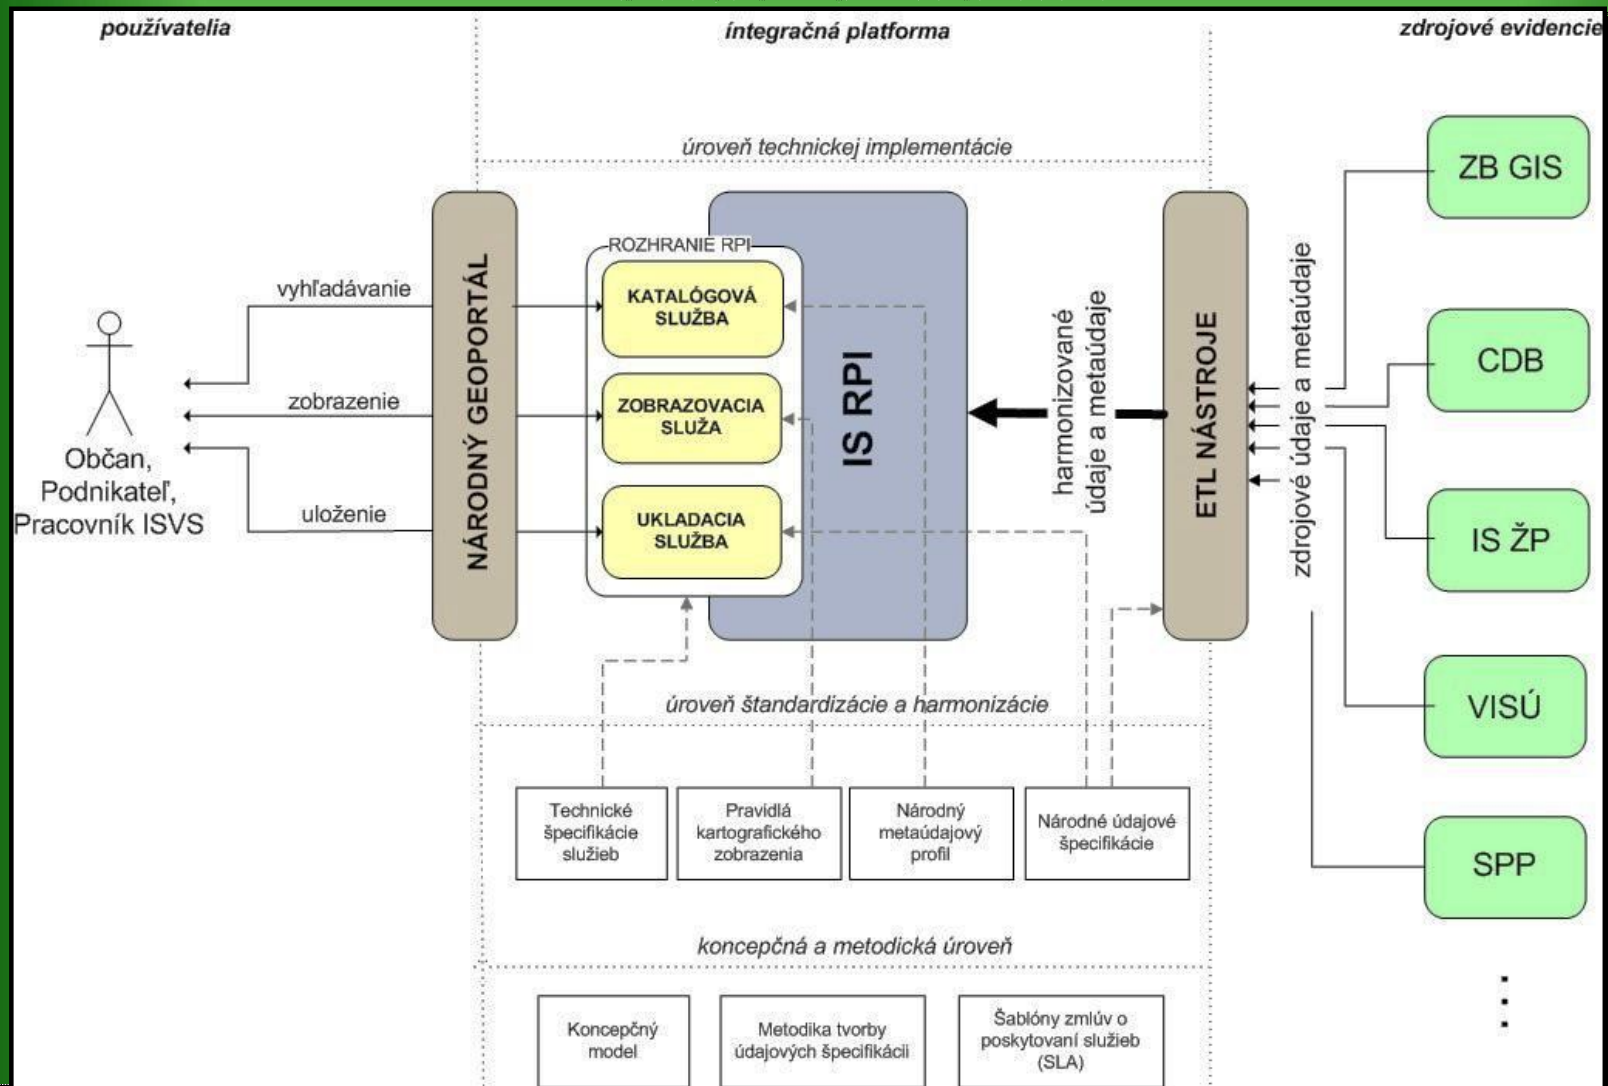 používatelia
íntegračná platforma
zdrojové evidencie
úroveň technickej implementácie
NÁRODNÝ GEOPORTÁL
ROZHRANIE RPI
KATALÓGOVÁ
SLUŽBA
ZOBRAZOVACIA
SLUŽA
UKLADACIA
SLUŽBA
IS RPI
harmonizované
údaje a metaúdaje
ETL NÁSTROJE
zdrojové údaje a metaúdaje
vyhľadávanie
zobrazenie
uloženie
Občan,
Podnikateľ,
Pracovník ISVS
ZB GIS
CDB
IS ŽP
VISÚ
SPP
úroveň štandardizácie a harmonizácie
Technické
špecifikácie
služieb
Pravidlá
kartografického
zobrazenia
Národný
metaúdajový
profil
Národné údajové
špecifikácie
koncepčná a metodická úroveň
Koncepčný
model
Metodika tvorby
údajových špecifikácii
Šablóny zmlúv o
poskytovaní služieb
(SLA)